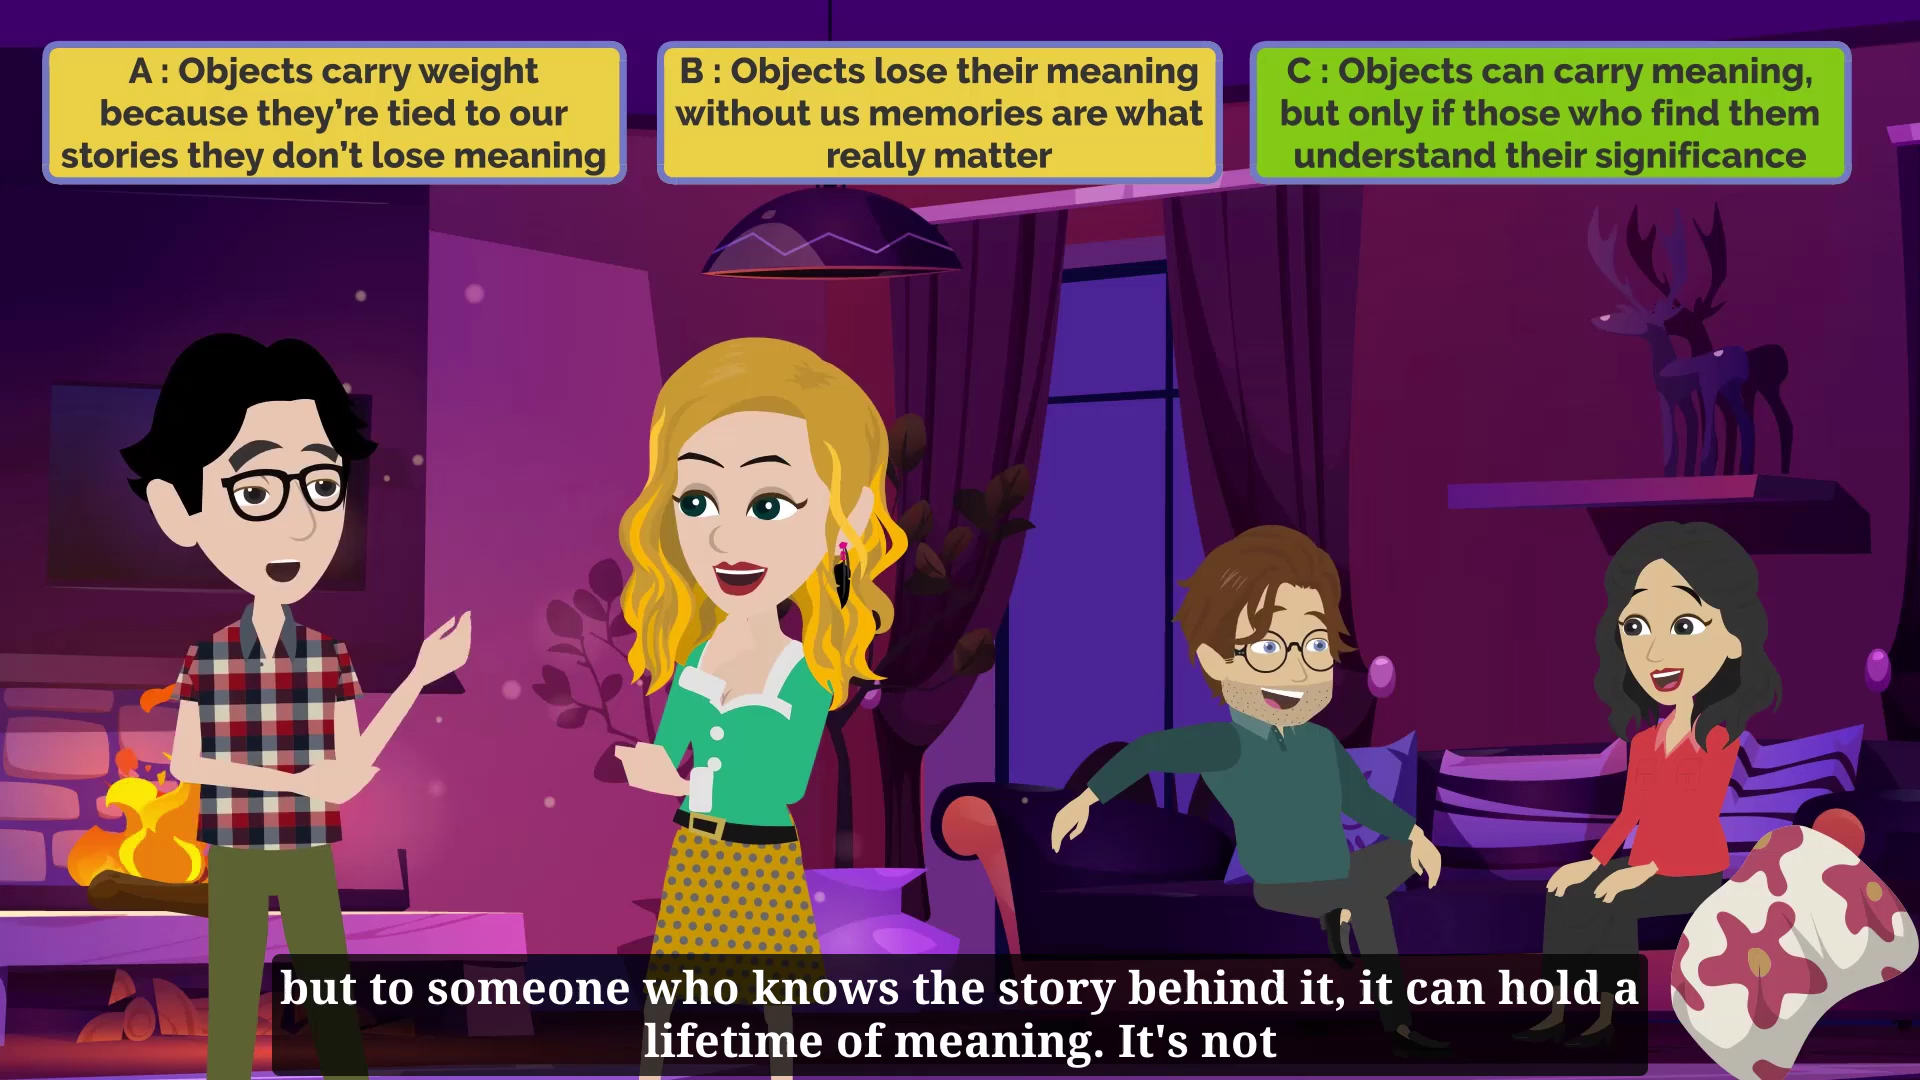 A : Objects carry weight
because they’re tied to our
stories they don’t lose meaning
B : Objects lose their meaning
without us memories are what
really matter
C : Objects can carry meaning,
but only if those who find them
understand their significance
but to someone who knows the story behind it, it can hold a
lifetime of meaning. It's not